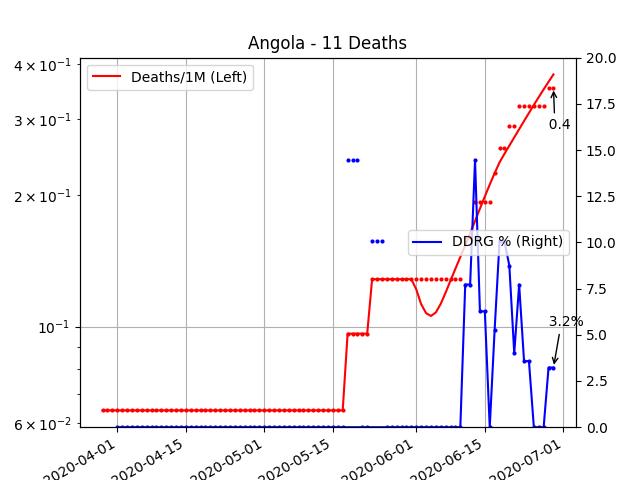 Angola - 11 Deaths
4 × 10⁻¹
3 × 10⁻¹
2 × 10⁻¹
10⁻¹
6 × 10⁻²
Deaths/1M (Left)
DDRG % (Right)
0.4
3.2%
20.0
17.5
15.0
12.5
10.0
7.5
5.0
2.5
0.0
2020-04-01
2020-04-15
2020-05-01
2020-05-15
2020-06-01
2020-06-15
2020-07-01